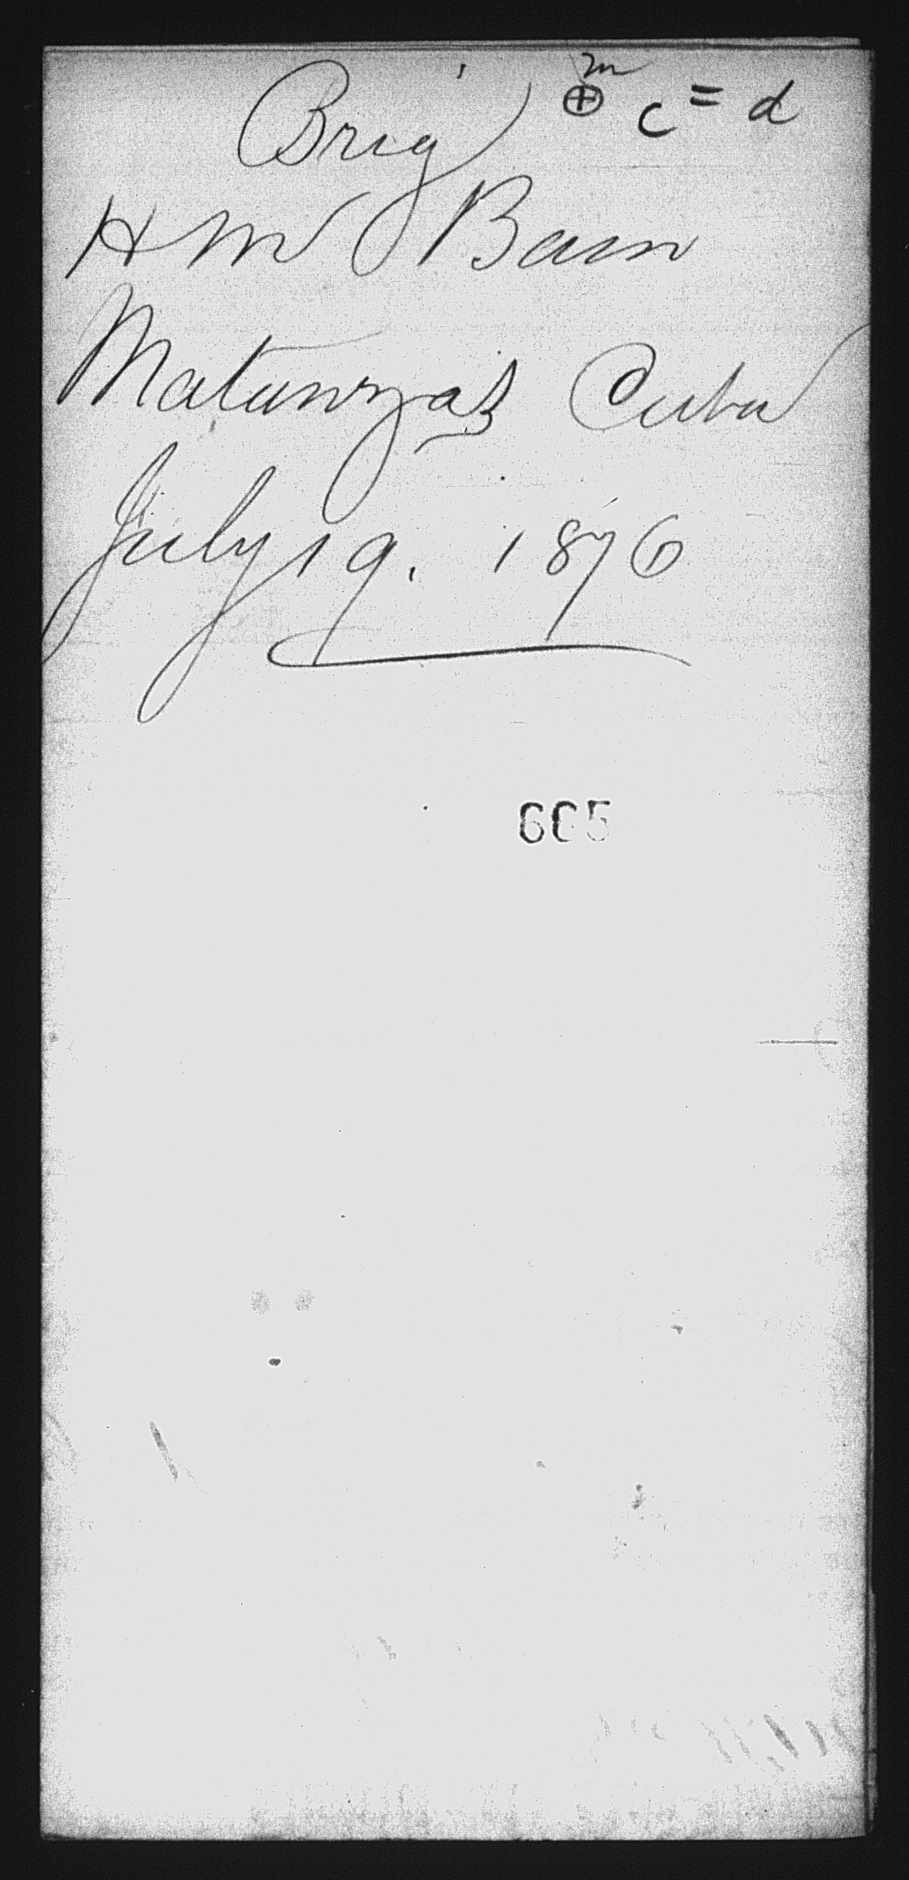 Brig m ⊕ c = d
H M Bain
Matanzas Cuba
July 19. 1876
665